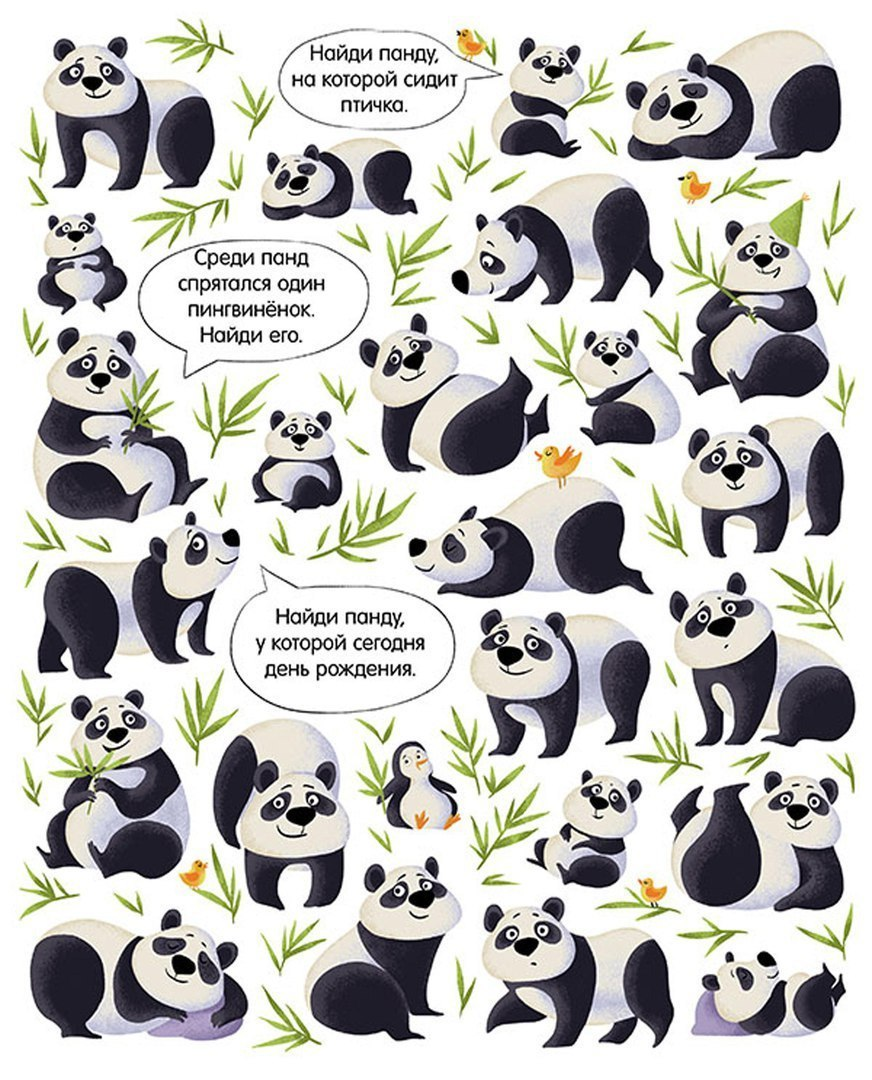 Найди панду,
на которой сидит
птичка.
Среди панд
спрятался один
пингвинёнок.
Найди его.
Найди панду,
у которой сегодня
день рождения.